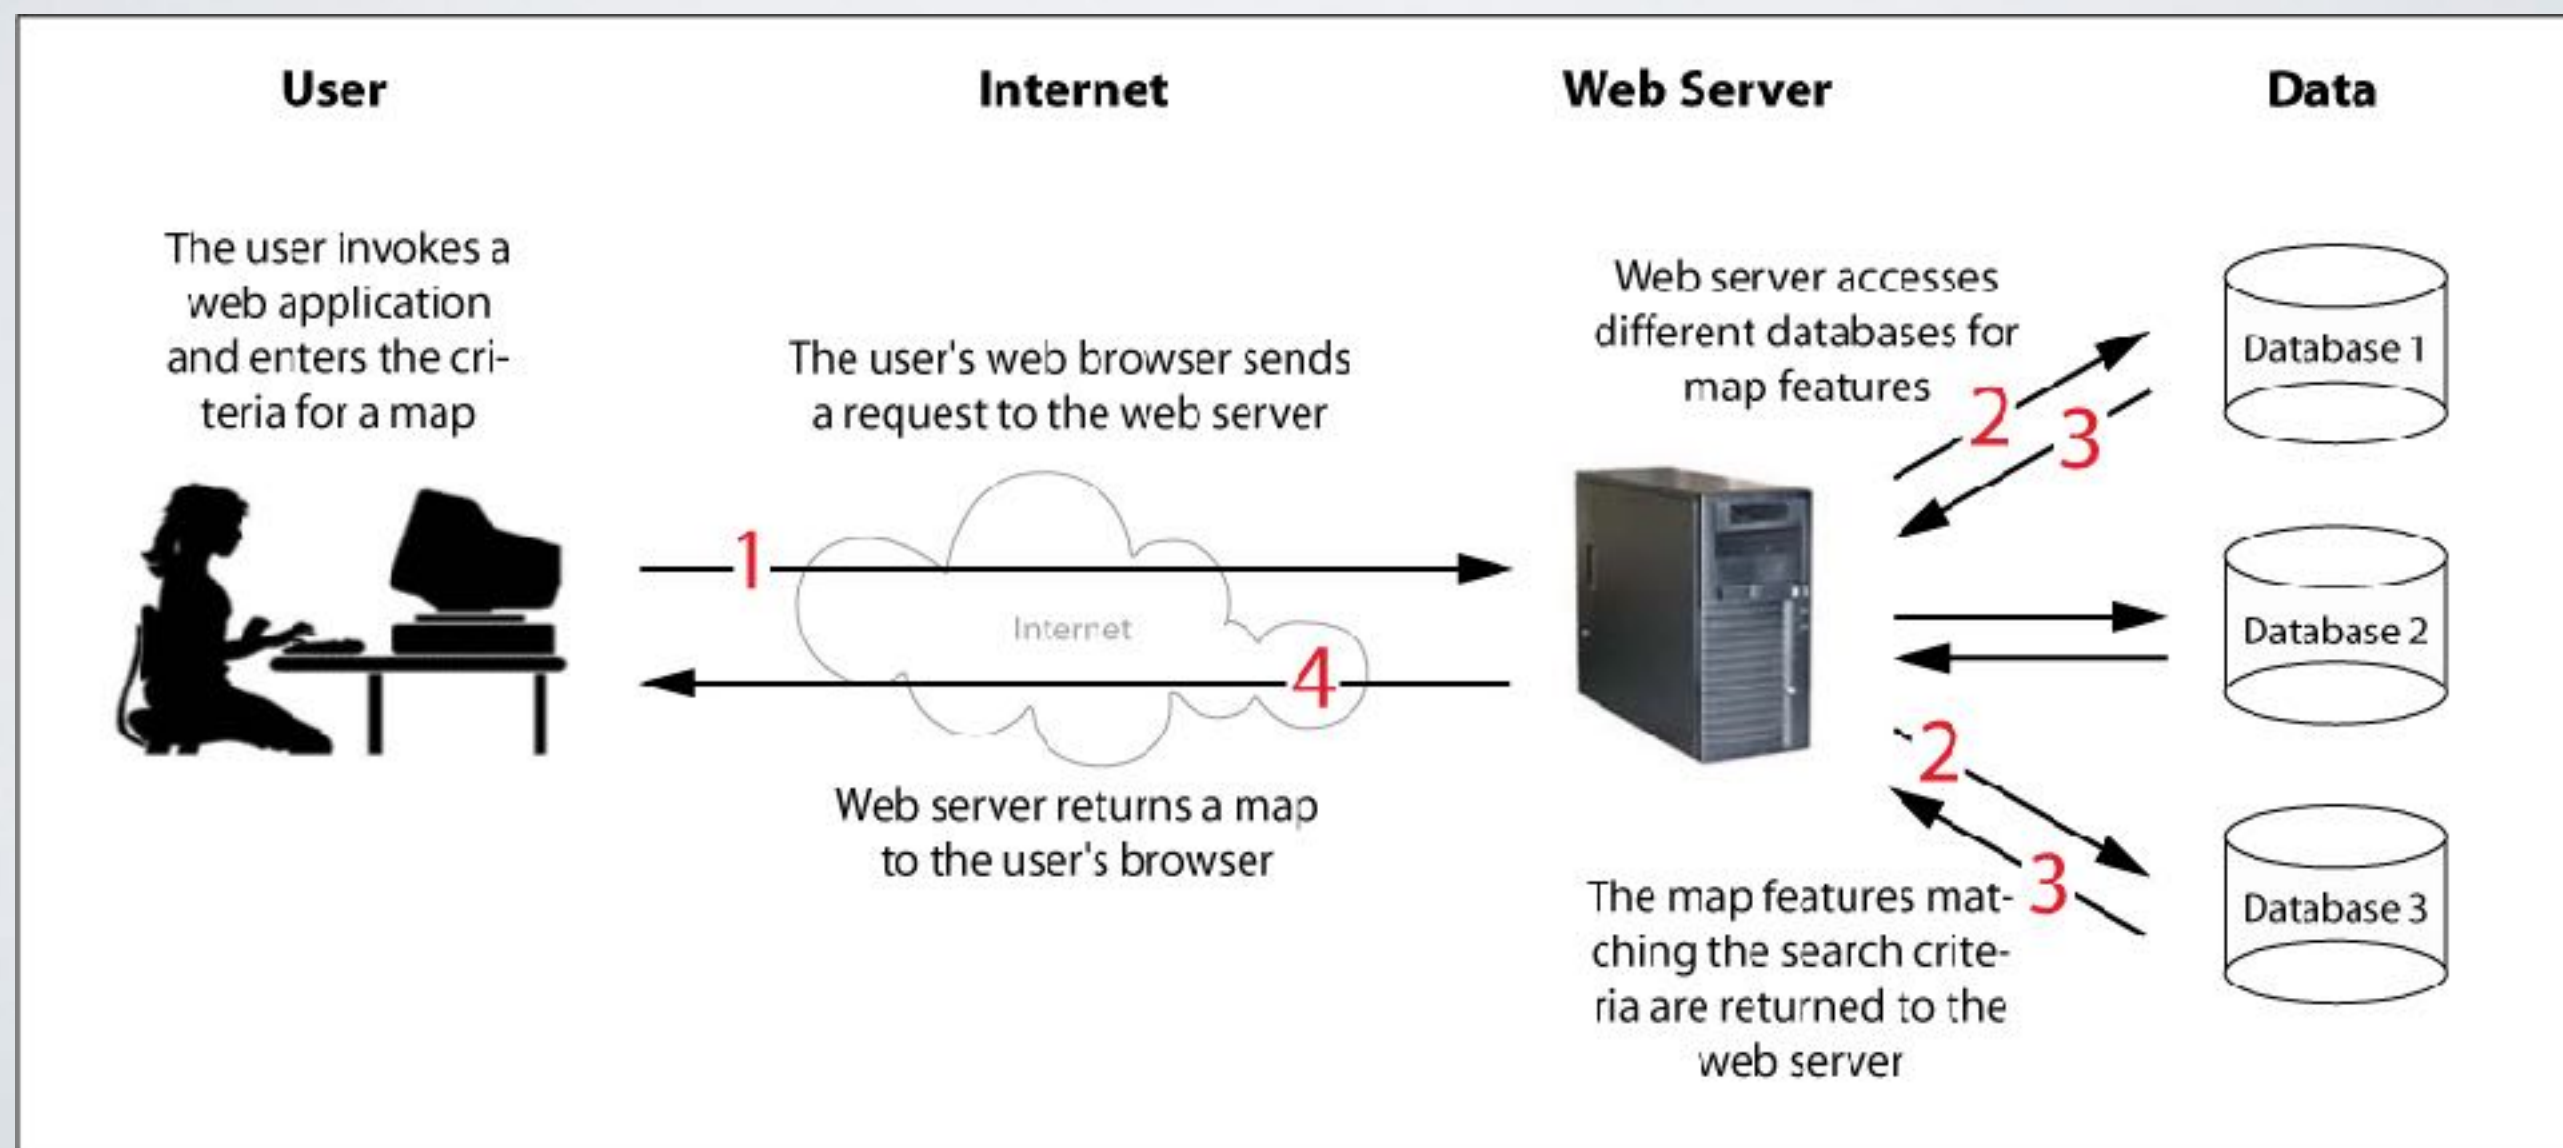 User
Internet
Web Server
Data
The user invokes a
web application
and enters the cri-
teria for a map
The user's web browser sends
a request to the web server
Web server accesses
different databases for
map features
1
Internet
4
Web server returns a map
to the user's browser
2
3
2
3
The map features mat-
ching the search crite-
ria are returned to the
web server
Database 1
Database 2
Database 3